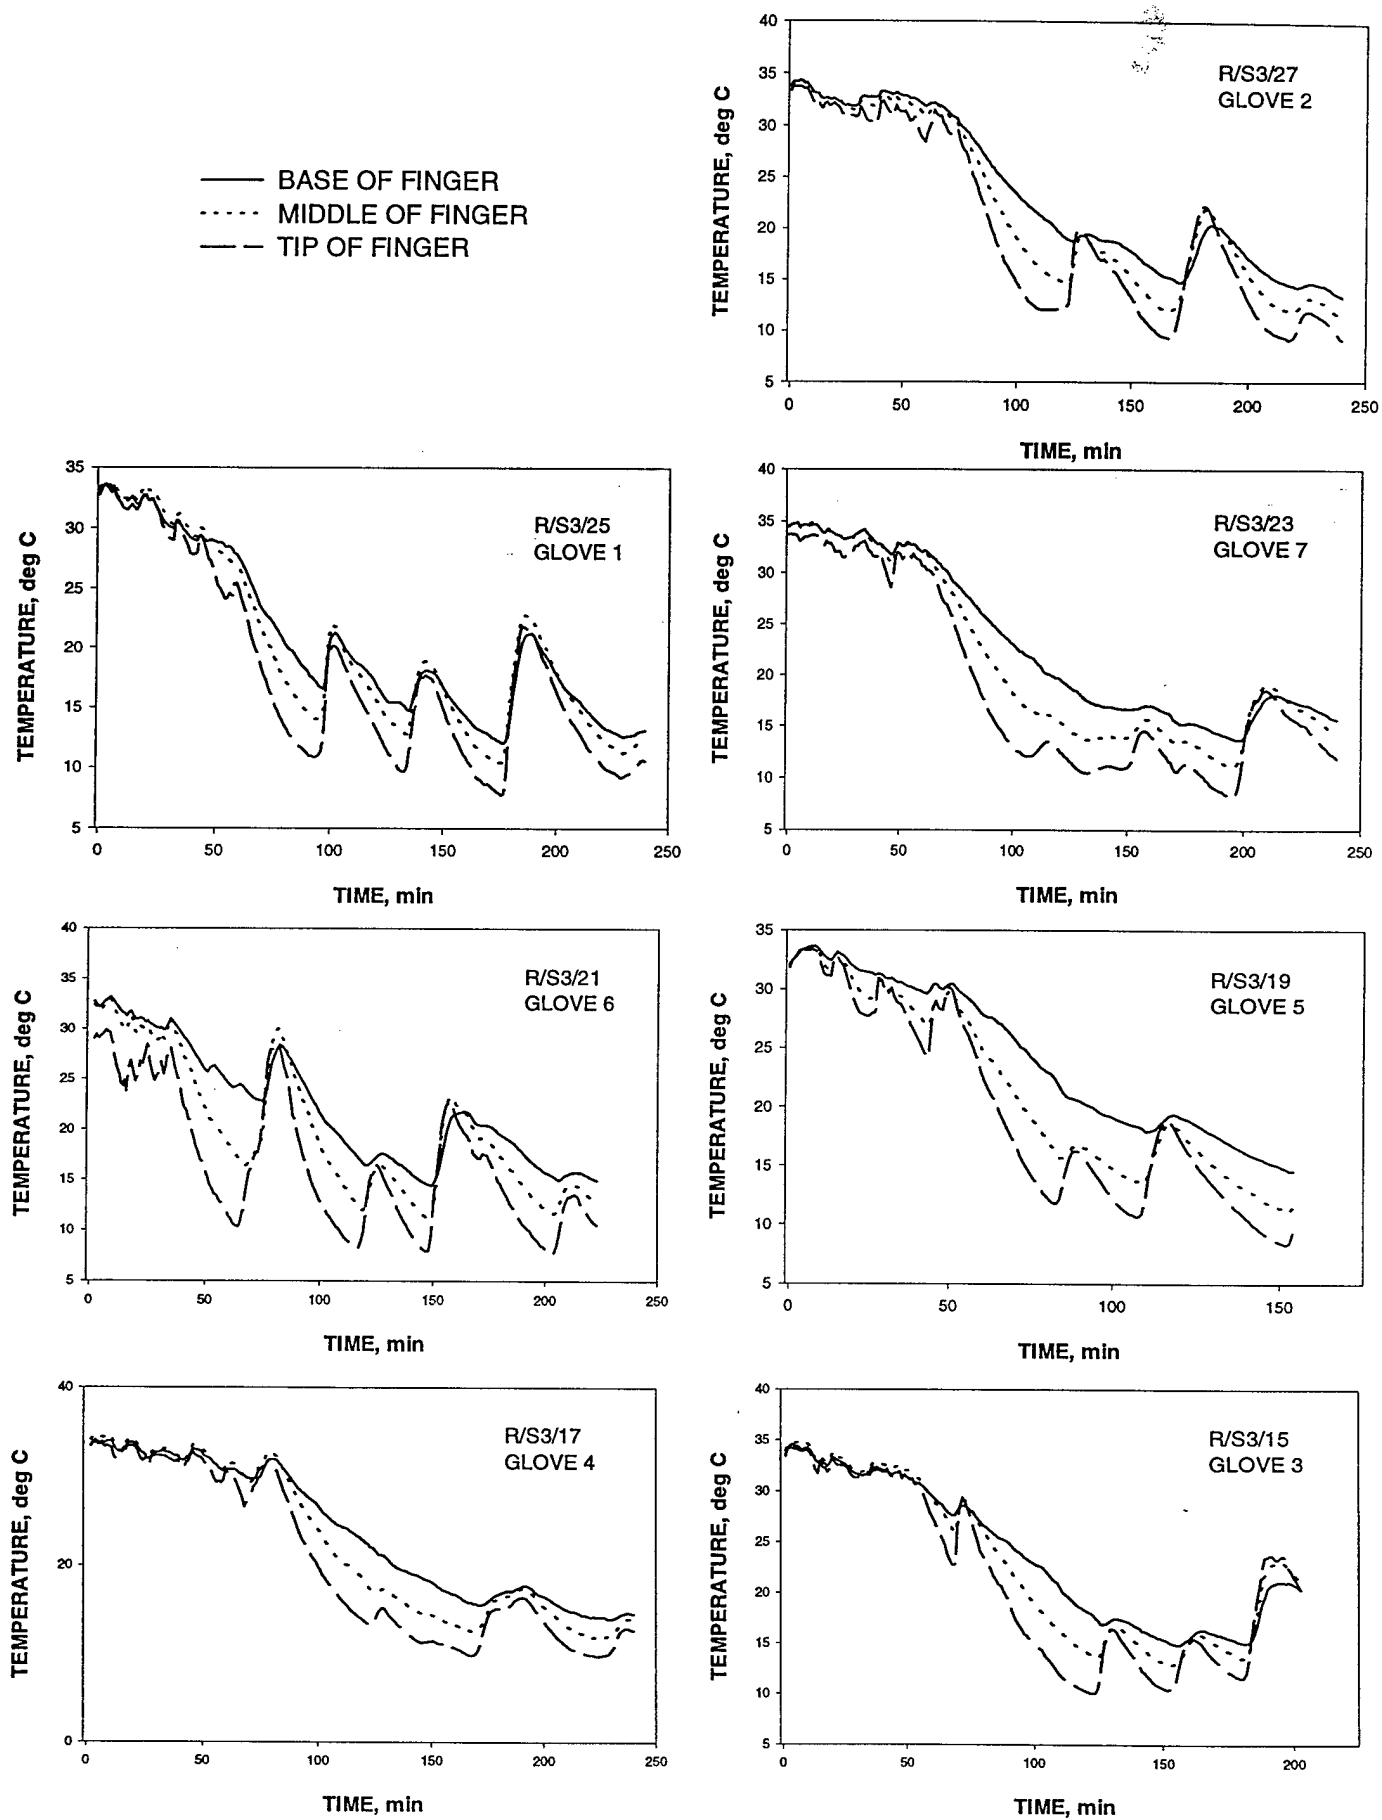 BASE OF FINGER
MIDDLE OF FINGER
TIP OF FINGER
TEMPERATURE, deg C
40
35
30
25
20
15
10
5
R/S3/27
GLOVE 2
0 50 100 150 200 250
TIME, min
TEMPERATURE, deg C
35
30
25
20
15
10
5
R/S3/25
GLOVE 1
0 50 100 150 200 250
TIME, min
TEMPERATURE, deg C
40
35
30
25
20
15
10
5
R/S3/23
GLOVE 7
0 50 100 150 200 250
TIME, min
TEMPERATURE, deg C
40
35
30
25
20
15
10
5
R/S3/21
GLOVE 6
0 50 100 150 200 250
TIME, min
TEMPERATURE, deg C
35
30
25
20
15
10
5
R/S3/19
GLOVE 5
0 50 100 150
TIME, min
TEMPERATURE, deg C
40
20
0
R/S3/17
GLOVE 4
0 50 100 150 200 240
TIME, min
TEMPERATURE, deg C
40
35
30
25
20
15
10
5
R/S3/15
GLOVE 3
0 50 100 150 200
TIME, min